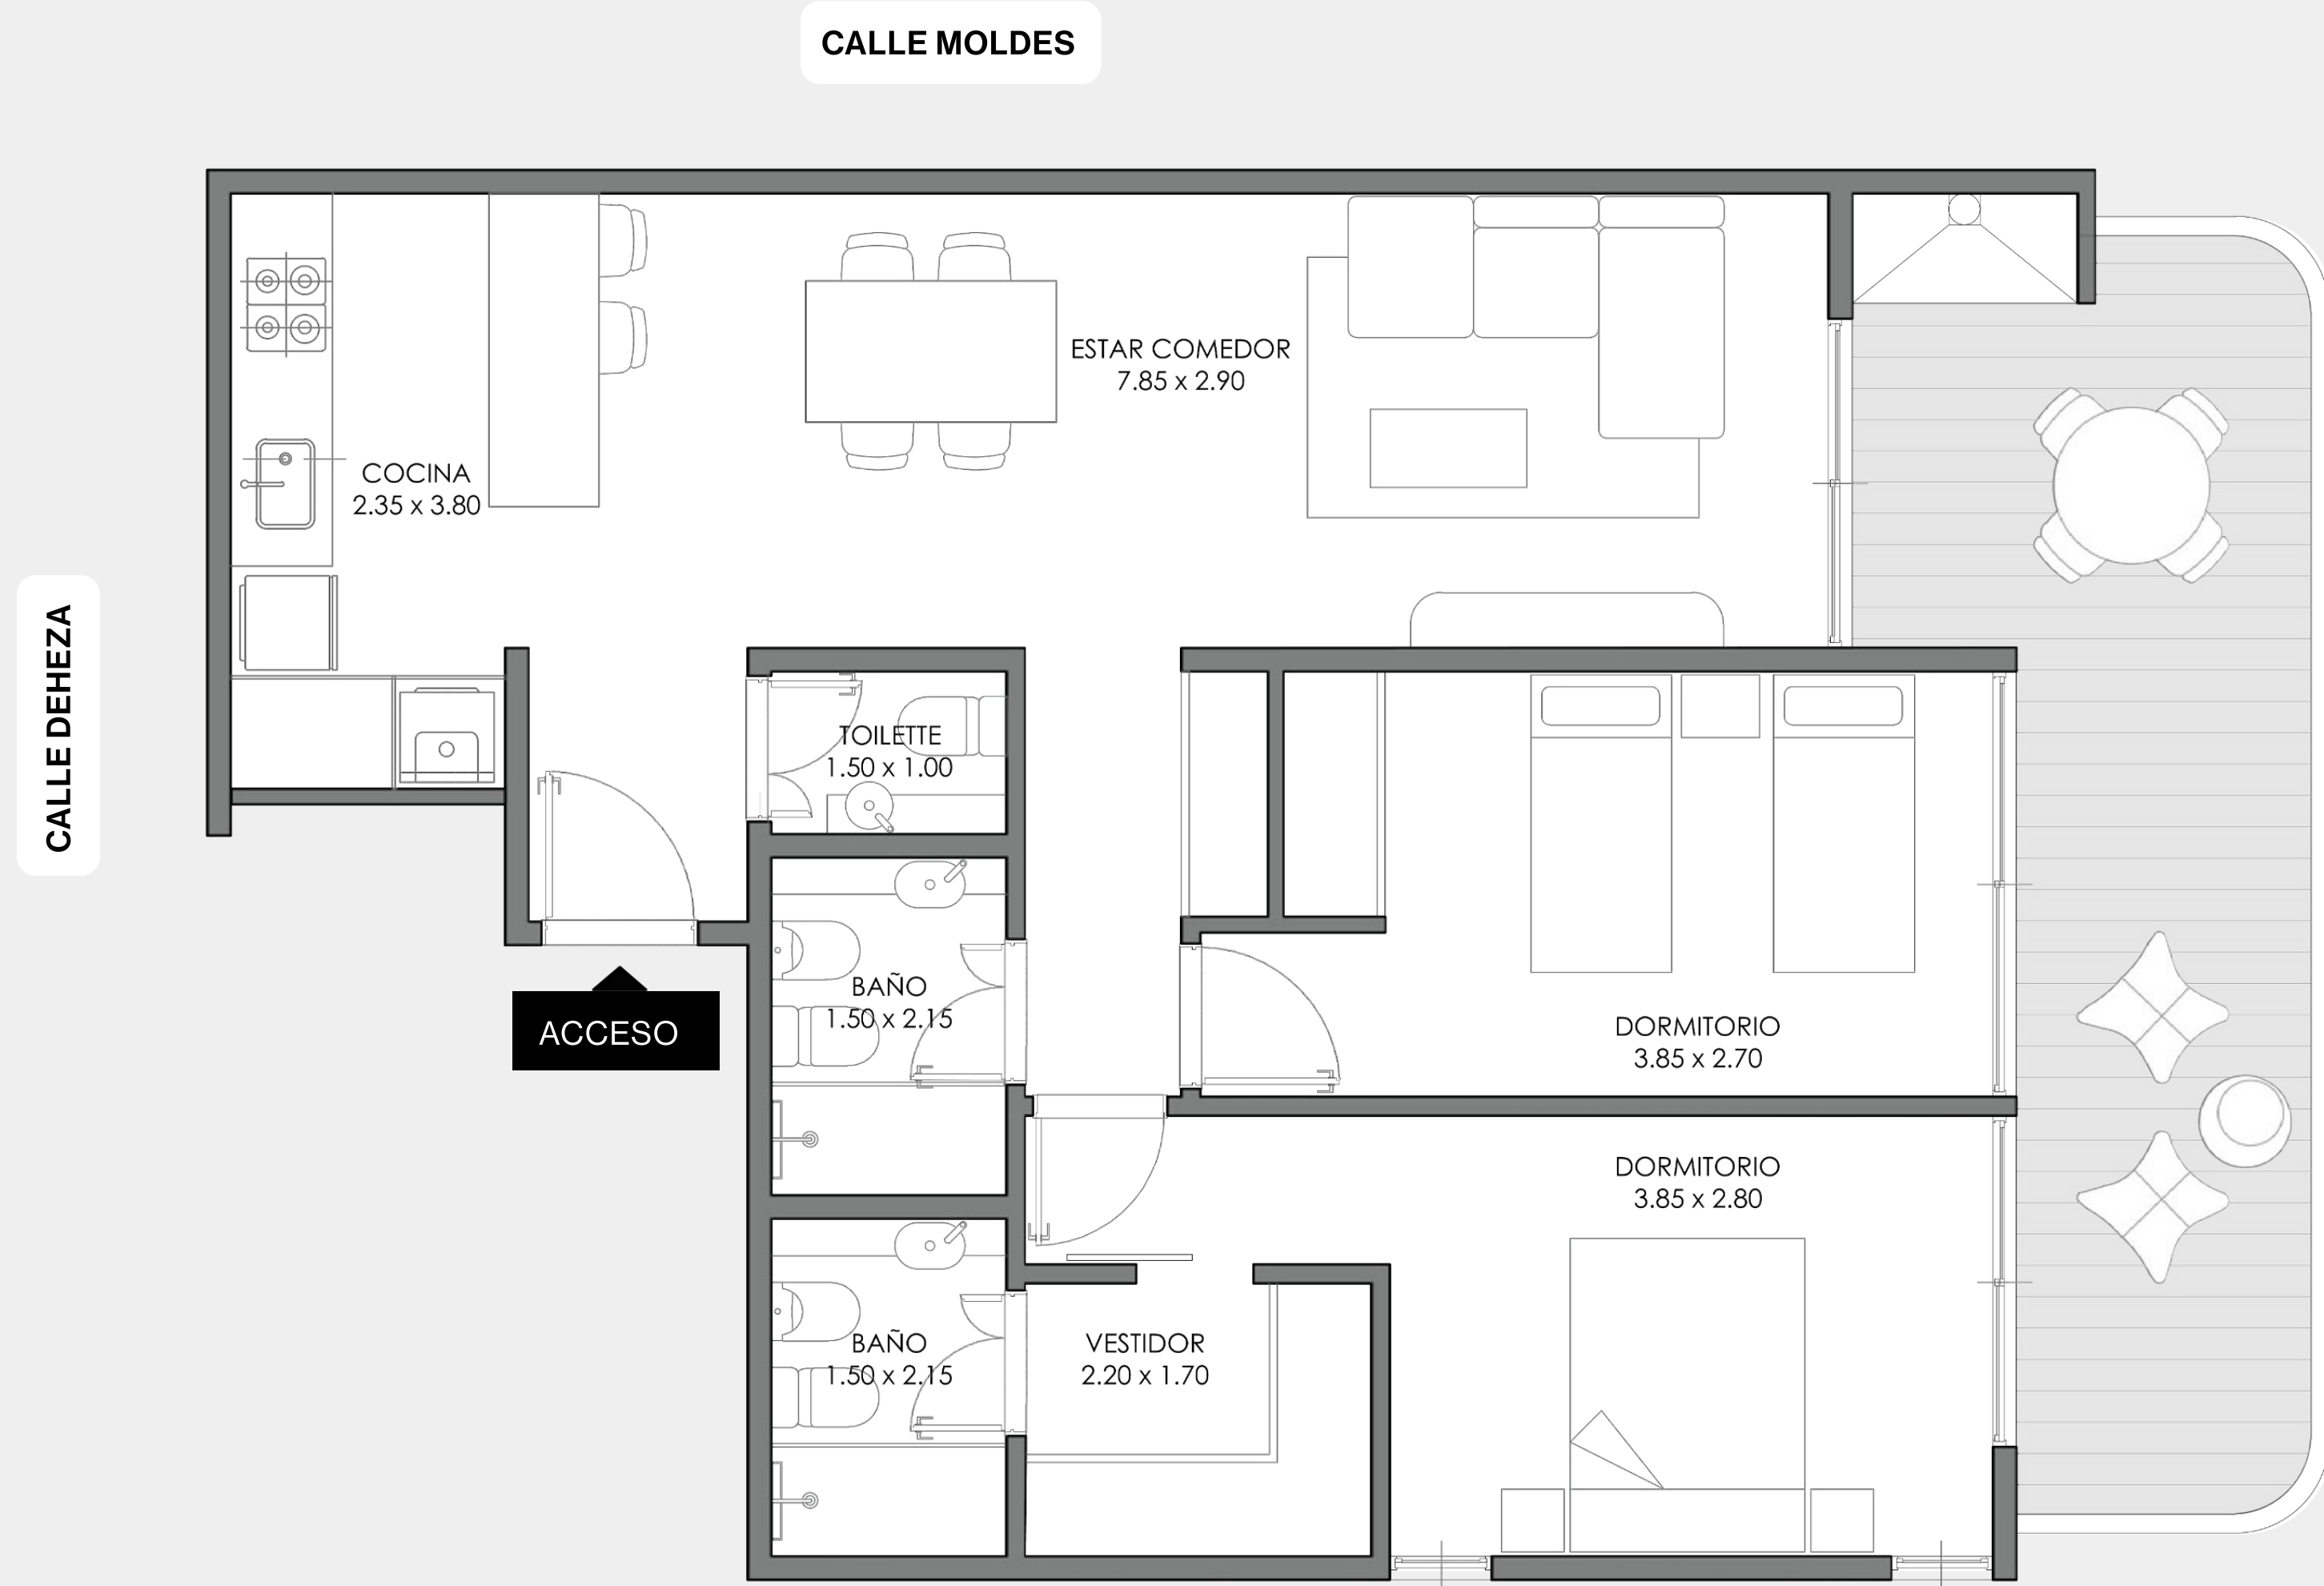 CALLE MOLDES
ESTAR COMEDOR
7.85 x 2.90
COCINA
2.35 x 3.80
CALLE DEHEZA
TOILETTE
1.50 x 1.00
BAÑO
1.50 x 2.15
ACCESO
DORMITORIO
3.85 x 2.70
DORMITORIO
3.85 x 2.80
BAÑO
1.50 x 2.15
VESTIDOR
2.20 x 1.70